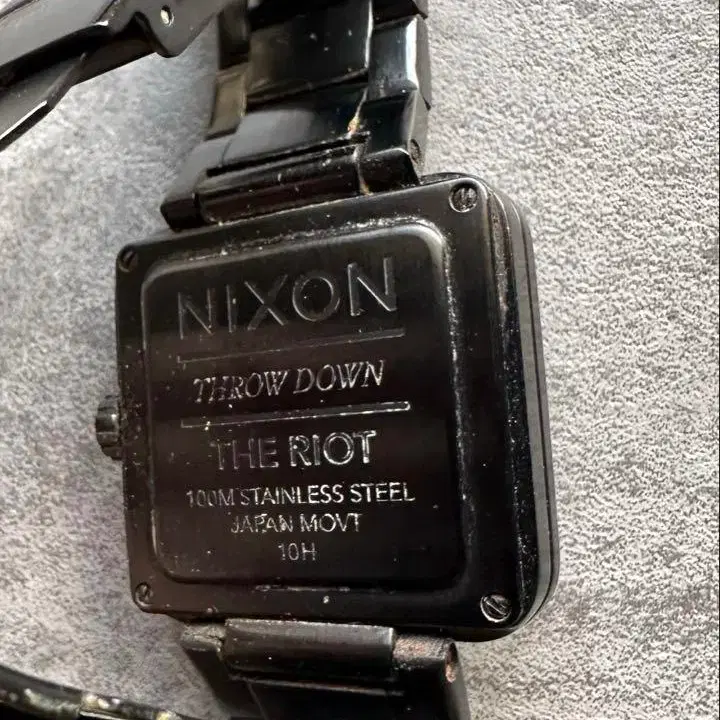 NIXON
THROW DOWN
THE RIOT
100M STAINLESS STEEL
JAPAN MOVT
10H